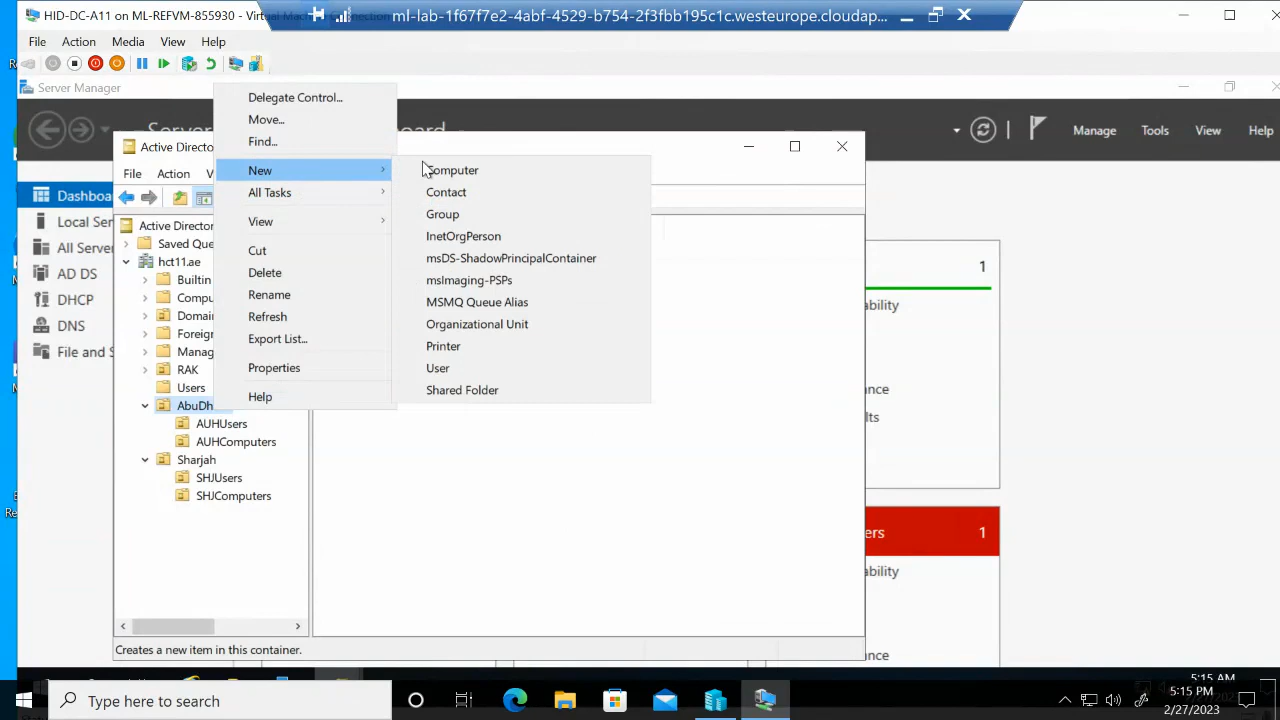 HID-DC-A11 on ML-REFVM-855930 - Virtual Ma
ml-lab-1f67f7e2-4abf-4529-b754-2f3fbb195c1c.westeurope.cloudap...
File Action Media View Help
Server Manager
Manage Tools View Help
Dashboa
Local Ser
All Server
AD DS
DHCP
DNS
File and S
Active Directo
File Action V
Active Director
Saved Que
hct11.ae
Builtin
Compu
Domain
Foreign
Manag
RAK
Users
AbuDh
AUHUsers
AUHComputers
Sharjah
SHJUsers
SHJComputers
Delegate Control...
Move...
Find...
New
All Tasks
View
Cut
Delete
Rename
Refresh
Export List...
Properties
Help
Computer
Contact
Group
InetOrgPerson
msDS-ShadowPrincipalContainer
msImaging-PSPs
MSMQ Queue Alias
Organizational Unit
Printer
User
Shared Folder
1
ability
ance
lts
ers 1
ability
ance
Creates a new item in this container.
5:15 AM
Type here to search
5:15 PM
2/27/2023